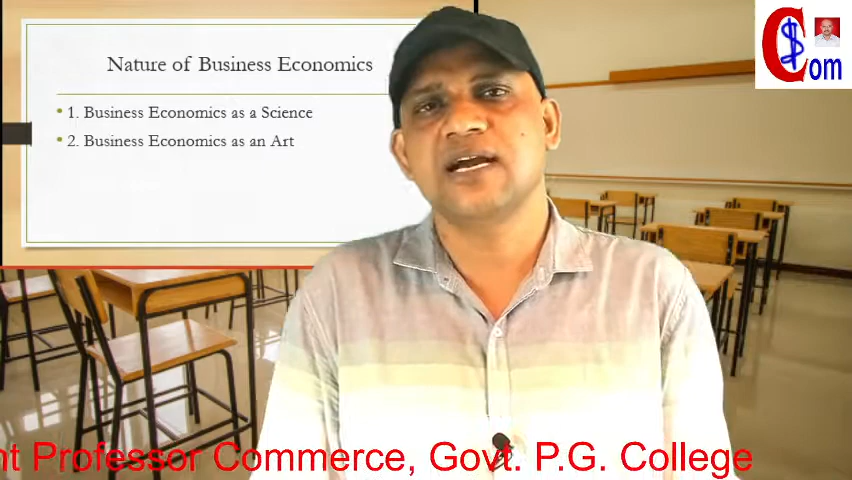 Nature of Business Economics
• 1. Business Economics as a Science
• 2. Business Economics as an Art
Com
nt Professor Commerce, Govt. P.G. College